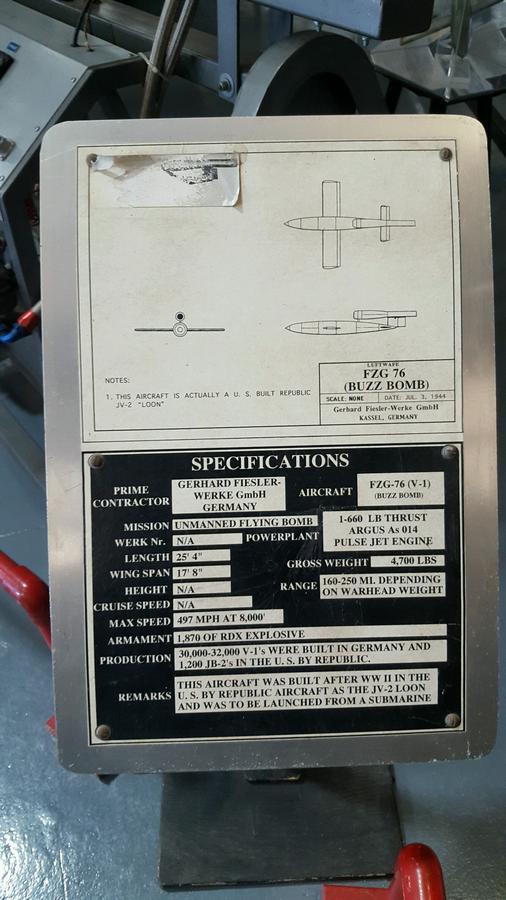 LUFTWAFE
FZG 76
(BUZZ BOMB)
SCALE: NONE DATE: JUL. 3, 1944
Gerhard Fiesler-Werke GmbH
KASSEL, GERMANY
NOTES:
1. THIS AIRCRAFT IS ACTUALLY A U. S. BUILT REPUBLIC
JV-2 "LOON"
SPECIFICATIONS
PRIME CONTRACTOR
GERHARD FIESLER-
WERKE GmbH
GERMANY
AIRCRAFT
FZG-76 (V-1)
(BUZZ BOMB)
MISSION UNMANNED FLYING BOMB
WERK Nr. N/A
POWERPLANT
1-660 LB THRUST
ARGUS As 014
PULSE JET ENGINE
LENGTH 25' 4"
GROSS WEIGHT 4,700 LBS
WING SPAN 17' 8"
RANGE
160-250 MI. DEPENDING
ON WARHEAD WEIGHT
HEIGHT N/A
CRUISE SPEED N/A
MAX SPEED 497 MPH AT 8,000'
ARMAMENT 1,870 OF RDX EXPLOSIVE
PRODUCTION
30,000-32,000 V-1's WERE BUILT IN GERMANY AND
1,200 JB-2's IN THE U. S. BY REPUBLIC.
REMARKS
THIS AIRCRAFT WAS BUILT AFTER WW II IN THE
U. S. BY REPUBLIC AIRCRAFT AS THE JV-2 LOON
AND WAS TO BE LAUNCHED FROM A SUBMARINE